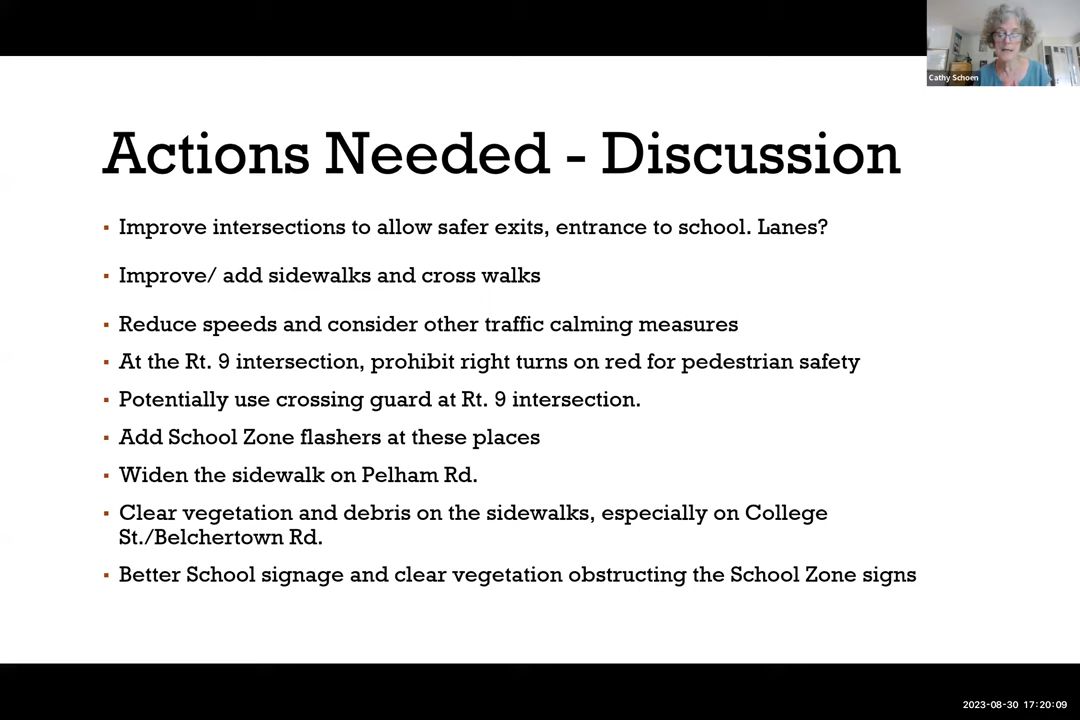 Cathy Schoen
Actions Needed - Discussion
▪ Improve intersections to allow safer exits, entrance to school. Lanes?
▪ Improve/ add sidewalks and cross walks
▪ Reduce speeds and consider other traffic calming measures
▪ At the Rt. 9 intersection, prohibit right turns on red for pedestrian safety
▪ Potentially use crossing guard at Rt. 9 intersection.
▪ Add School Zone flashers at these places
▪ Widen the sidewalk on Pelham Rd.
▪ Clear vegetation and debris on the sidewalks, especially on College
St./Belchertown Rd.
▪ Better School signage and clear vegetation obstructing the School Zone signs
2023-08-30 17:20:09